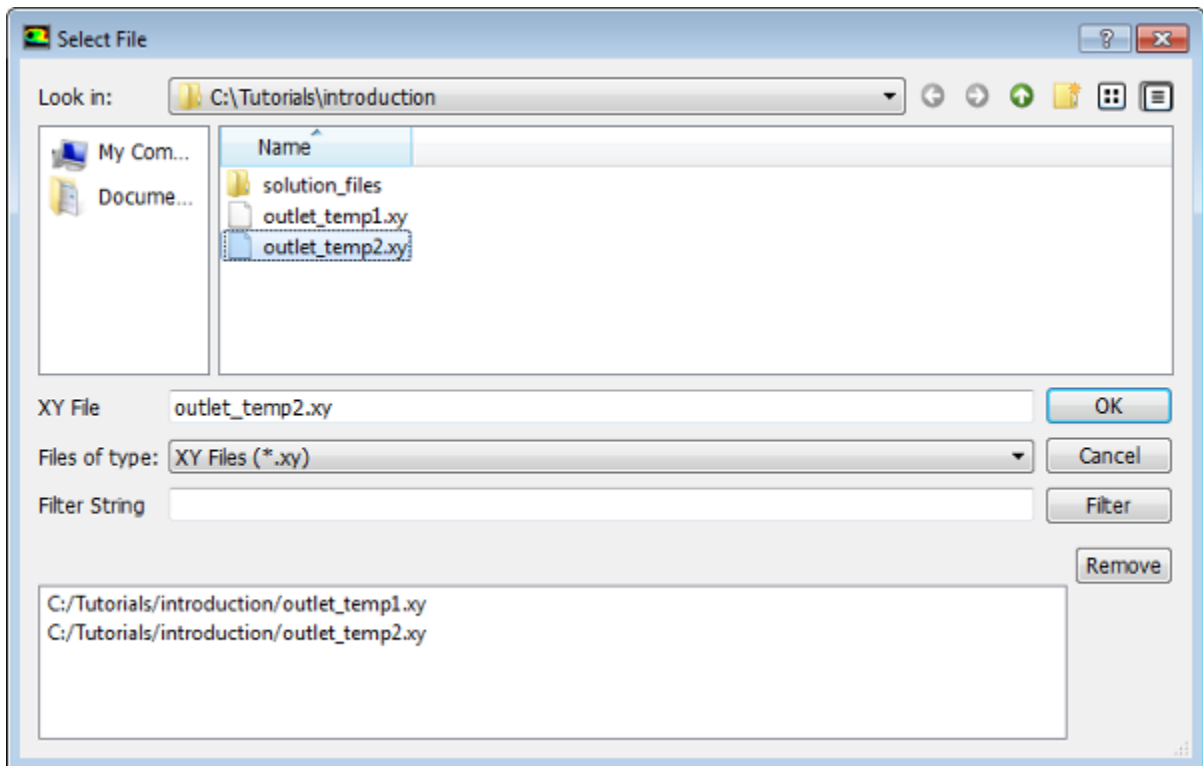 Select File
Look in: C:\Tutorials\introduction
My Com...
Docume...
Name
solution_files
outlet_temp1.xy
outlet_temp2.xy
XY File outlet_temp2.xy OK
Files of type: XY Files (*.xy) Cancel
Filter String Filter
Remove
C:/Tutorials/introduction/outlet_temp1.xy
C:/Tutorials/introduction/outlet_temp2.xy